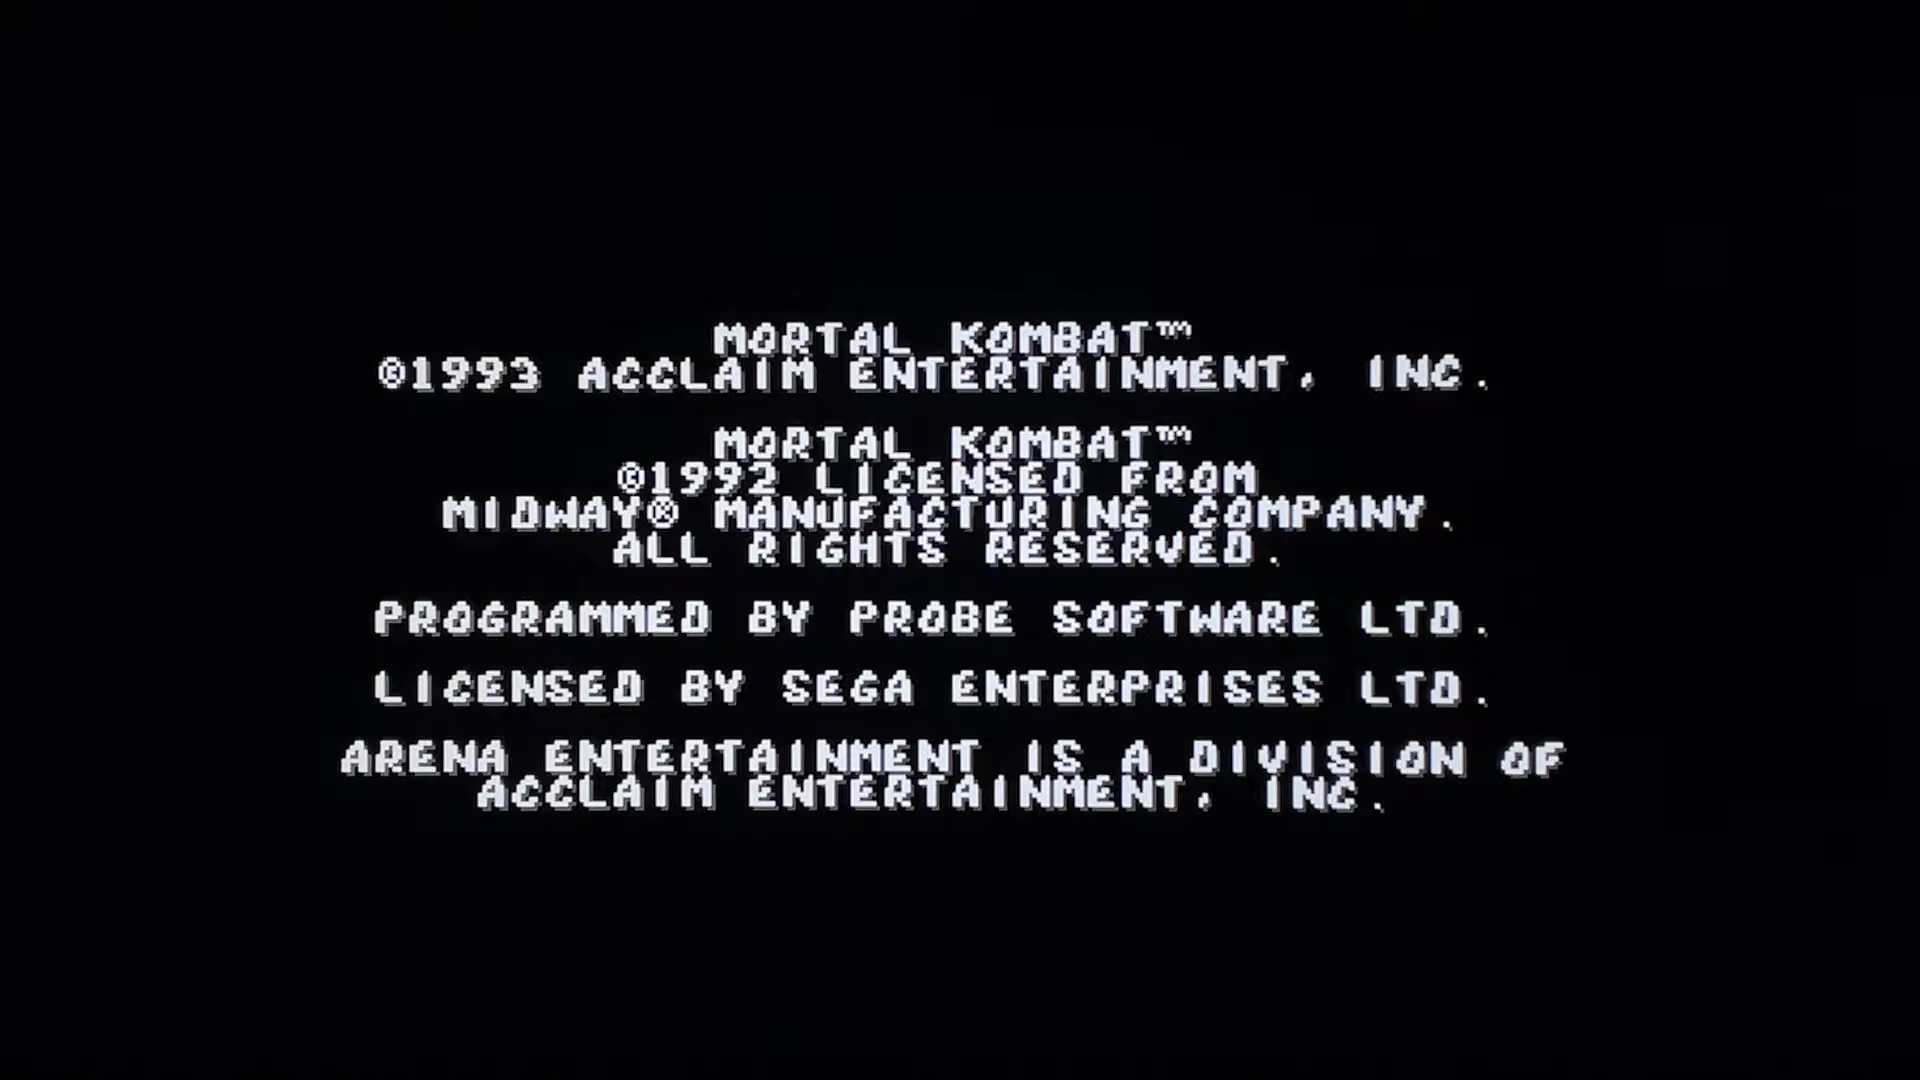 MORTAL KOMBAT™
©1993 ACCLAIM ENTERTAINMENT, INC.
MORTAL KOMBAT™
©1992 LICENSED FROM
MIDWAY® MANUFACTURING COMPANY.
ALL RIGHTS RESERVED.
PROGRAMMED BY PROBE SOFTWARE LTD.
LICENSED BY SEGA ENTERPRISES LTD.
ARENA ENTERTAINMENT IS A DIVISION OF
ACCLAIM ENTERTAINMENT, INC.